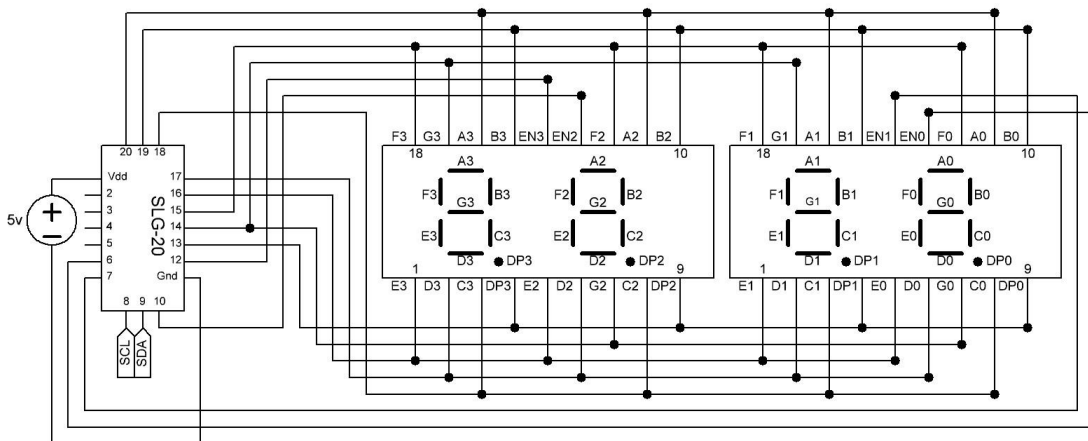 20 19 18
Vdd 17
2 16
3 15
4 14
5 13
6 12
7 Gnd
8 9 10
SLG-20
5v
SCL
SDA
F3 G3 A3 B3 EN3 EN2 F2 A2 B2
18 10
A3 A2
F3 B3 F2 B2
G3 G2
E3 C3 E2 C2
D3 DP3 D2 DP2
1 9
E3 D3 C3 DP3 E2 D2 G2 C2 DP2
F1 G1 A1 B1 EN1 EN0 F0 A0 B0
18 10
A1 A0
F1 B1 F0 B0
G1 G0
E1 C1 E0 C0
D1 DP1 D0 DP0
1 9
E1 D1 C1 DP1 E0 D0 G0 C0 DP0